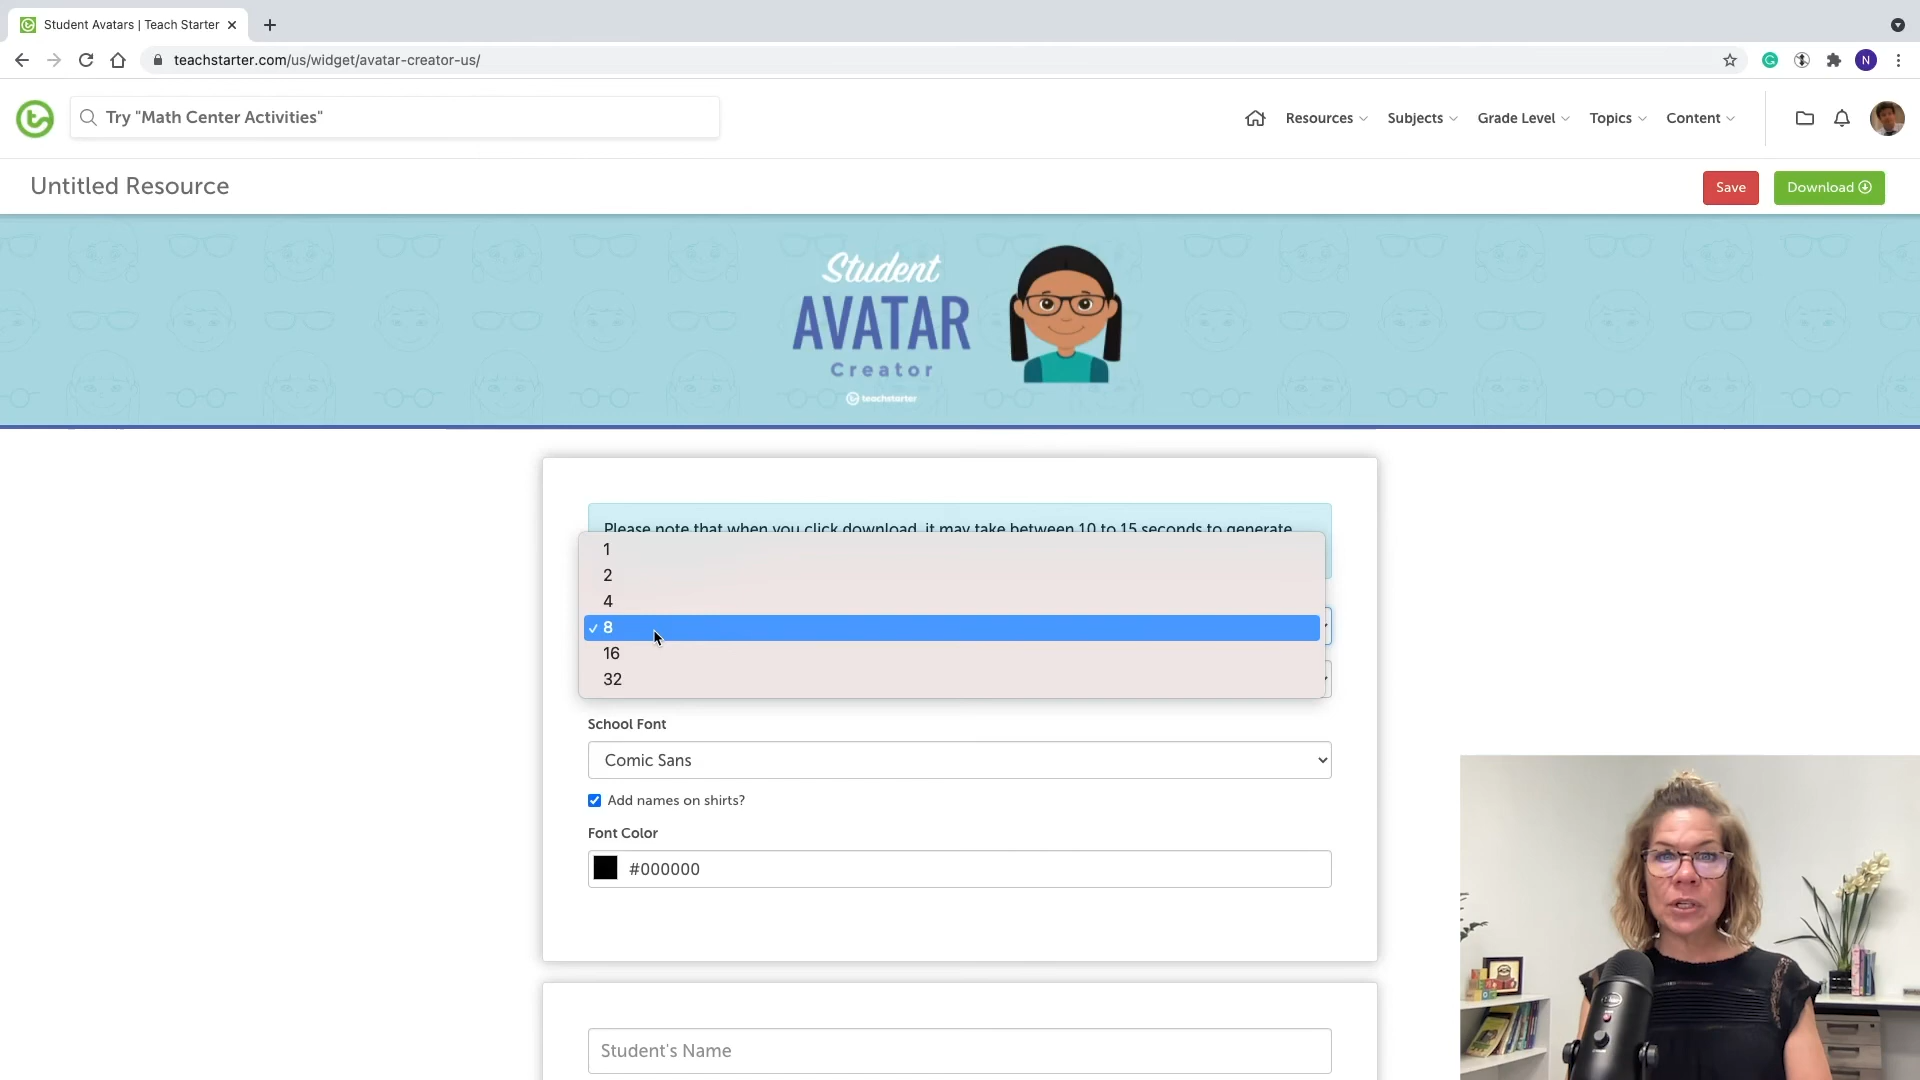 Student Avatars | Teach Starter
teachstarter.com/us/widget/avatar-creator-us/
N
Try "Math Center Activities"
Resources
Subjects
Grade Level
Topics
Content
Untitled Resource
Save
Download
Student
AVATAR
Creator
teachstarter
Please note that when you click download, it may take between 10 to 15 seconds to generate
1
2
4
✓ 8
16
32
School Font
Comic Sans
Add names on shirts?
Font Color
#000000
Student's Name